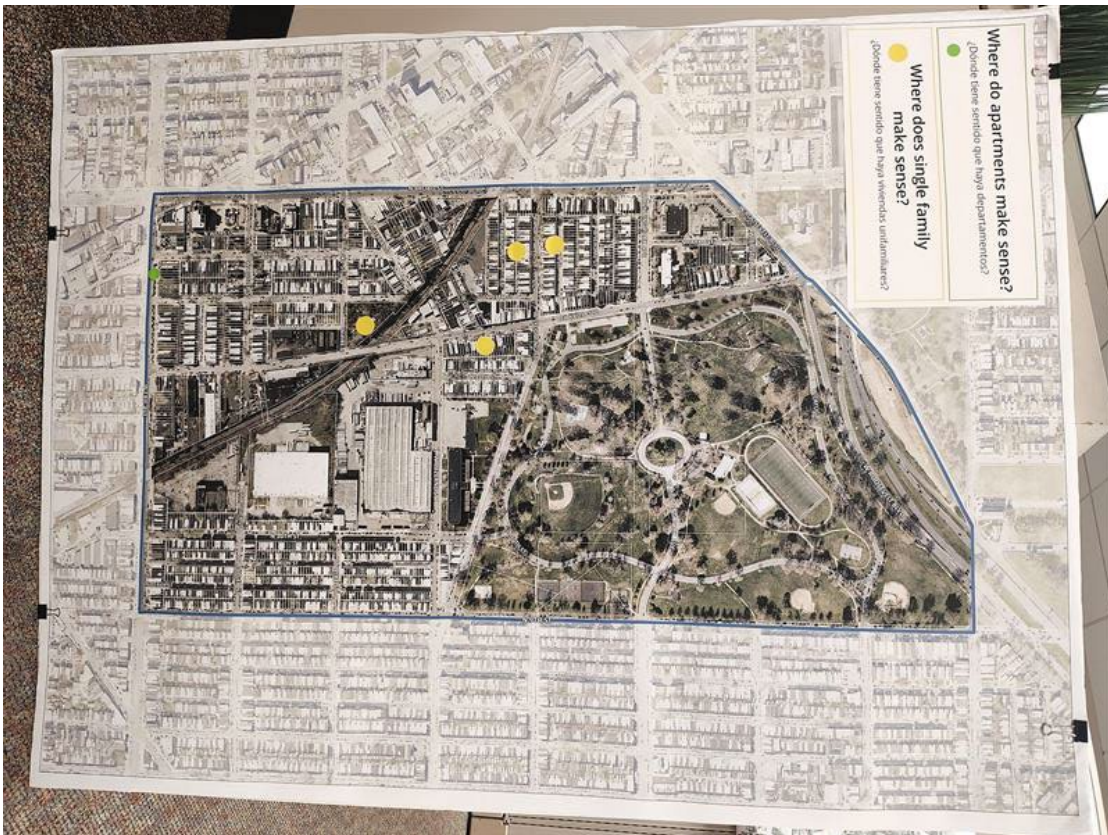 Where do apartments make sense?
¿Dónde tiene sentido que haya departamentos?
Where does single family
make sense?
¿Dónde tiene sentido que haya viviendas unifamiliares?